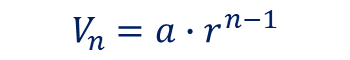 Vₙ = a · rⁿ⁻¹